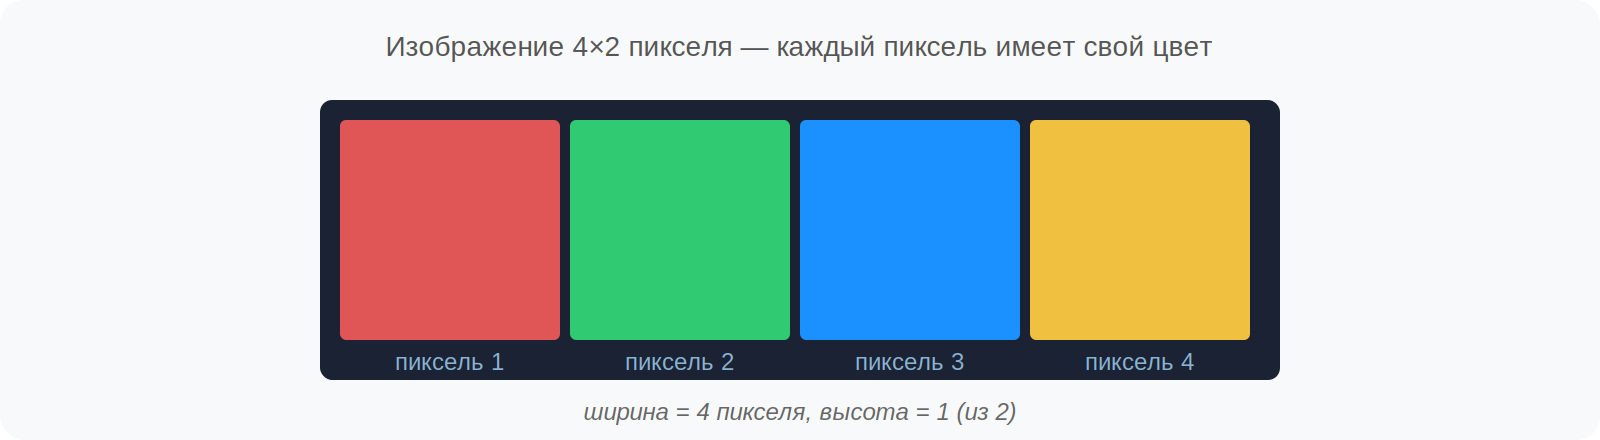 Изображение 4×2 пикселя — каждый пиксель имеет свой цвет
пиксель 1 пиксель 2 пиксель 3 пиксель 4
ширина = 4 пикселя, высота = 1 (из 2)